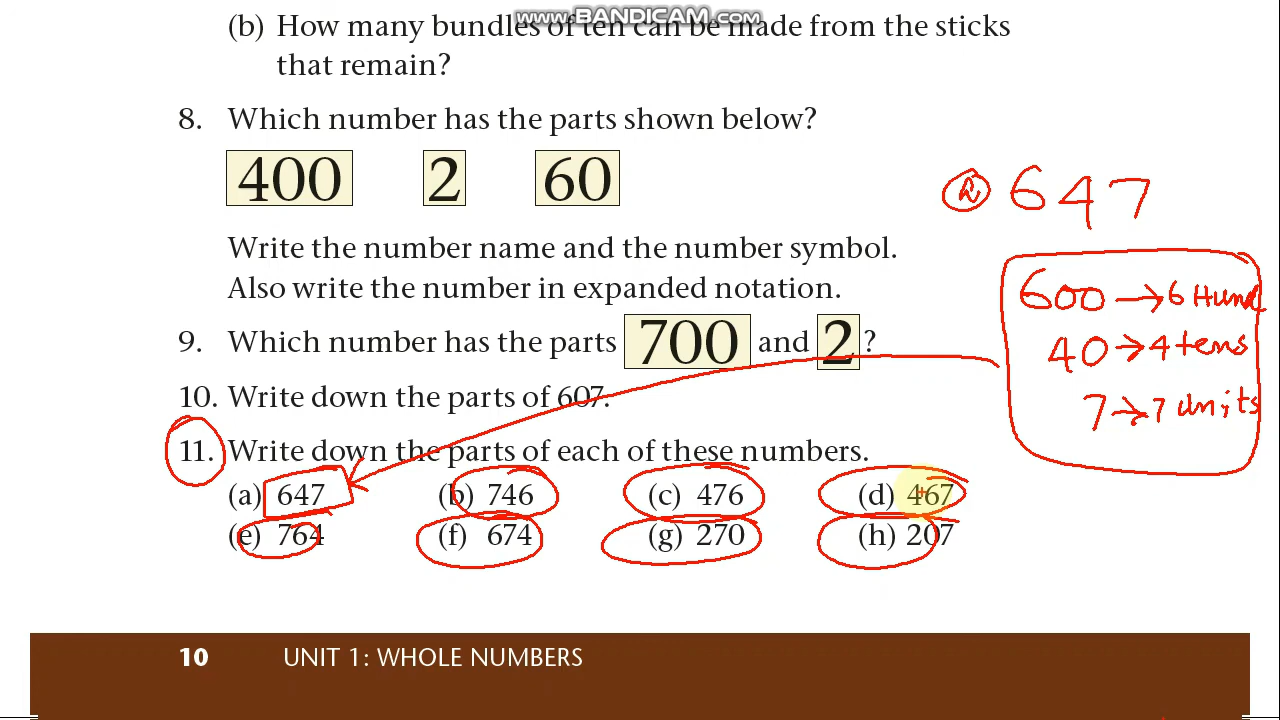 www.BANDICAM.com
(b) How many bundles of ten can be made from the sticks
that remain?
8. Which number has the parts shown below?
400 2 60
Write the number name and the number symbol.
Also write the number in expanded notation.
9. Which number has the parts 700 and 2 ?
10. Write down the parts of 607.
11. Write down the parts of each of these numbers.
(a) 647 (b) 746 (c) 476 (d) 467
(e) 764 (f) 674 (g) 270 (h) 207
647
600 → 6 Hund
40 → 4 tens
7 → 7 units
10 UNIT 1: WHOLE NUMBERS